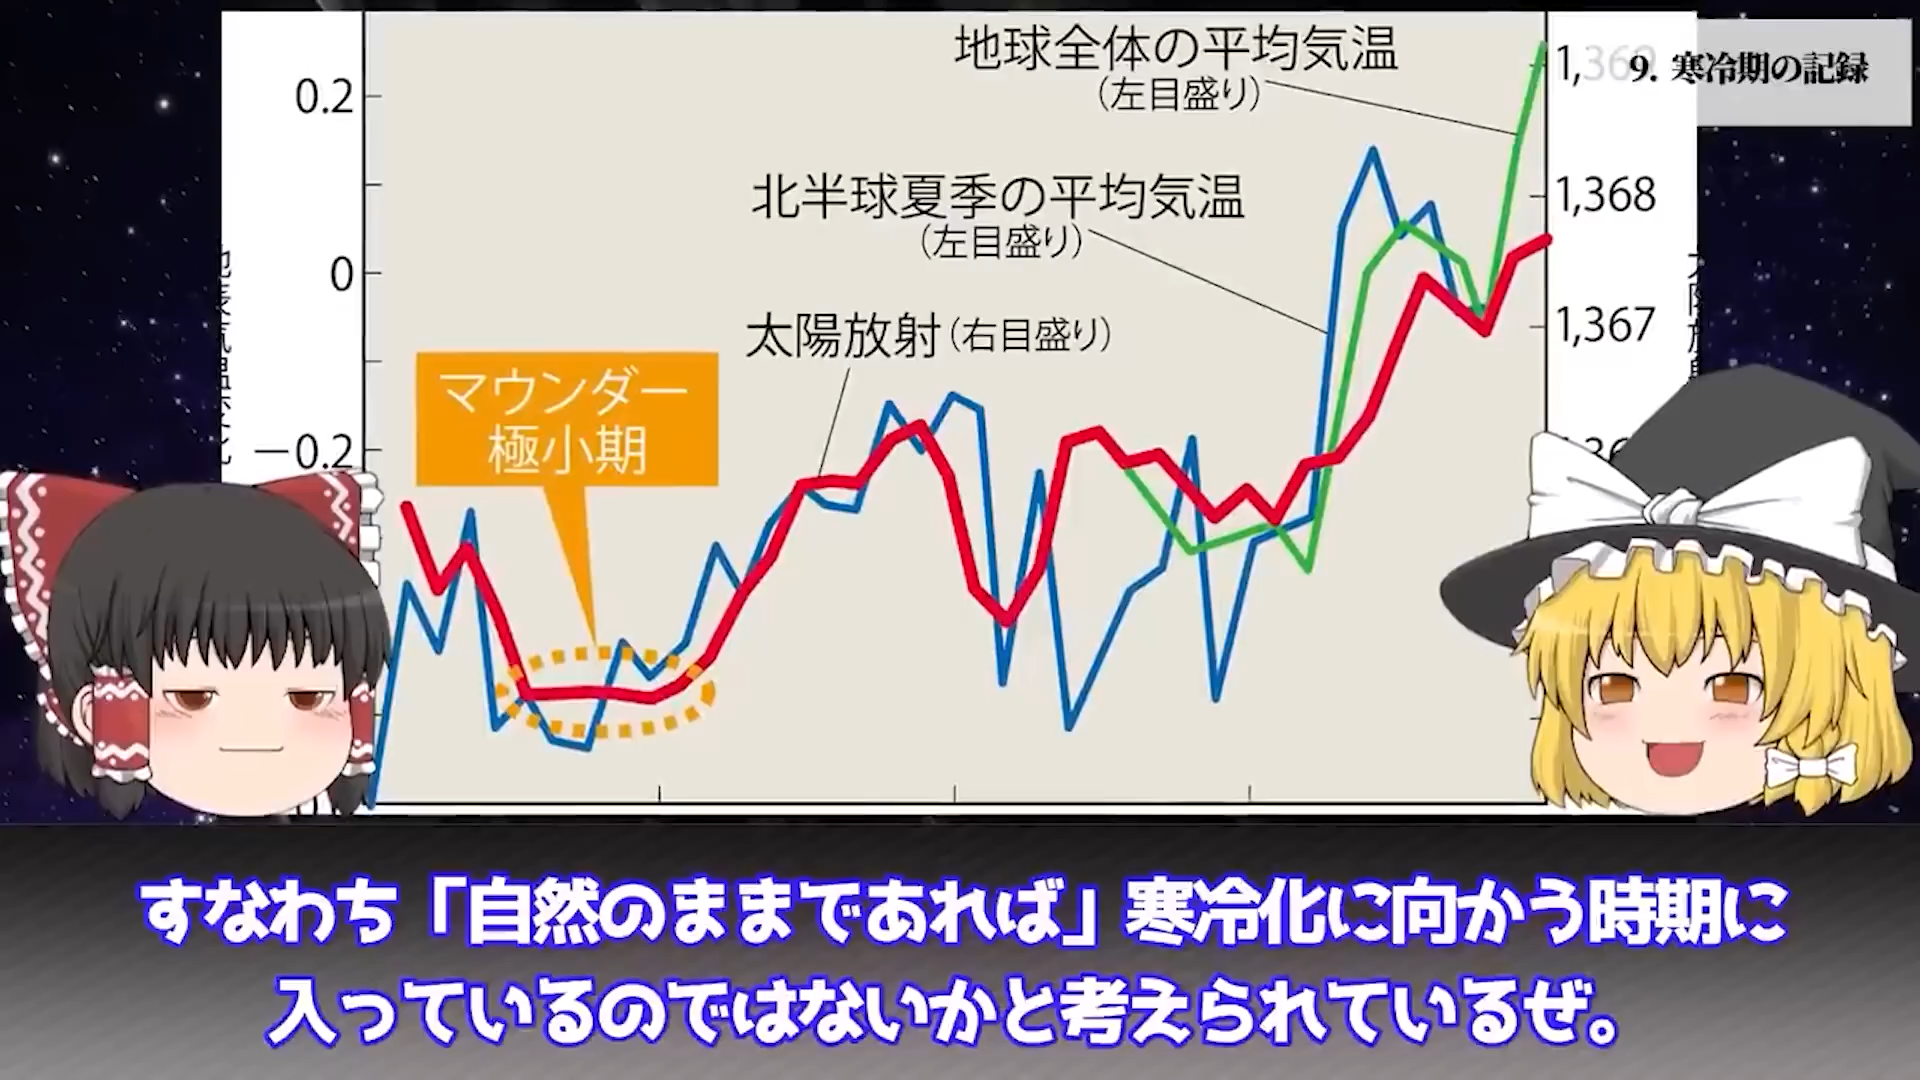 地球全体の平均気温
(左目盛り)
9. 寒冷期の記録
0.2
北半球夏季の平均気温
(左目盛り)
1,368
0
太陽放射(右目盛り)
1,367
マウンダー
極小期
−0.2
すなわち「自然のままであれば」寒冷化に向かう時期に
入っているのではないかと考えられているぜ。